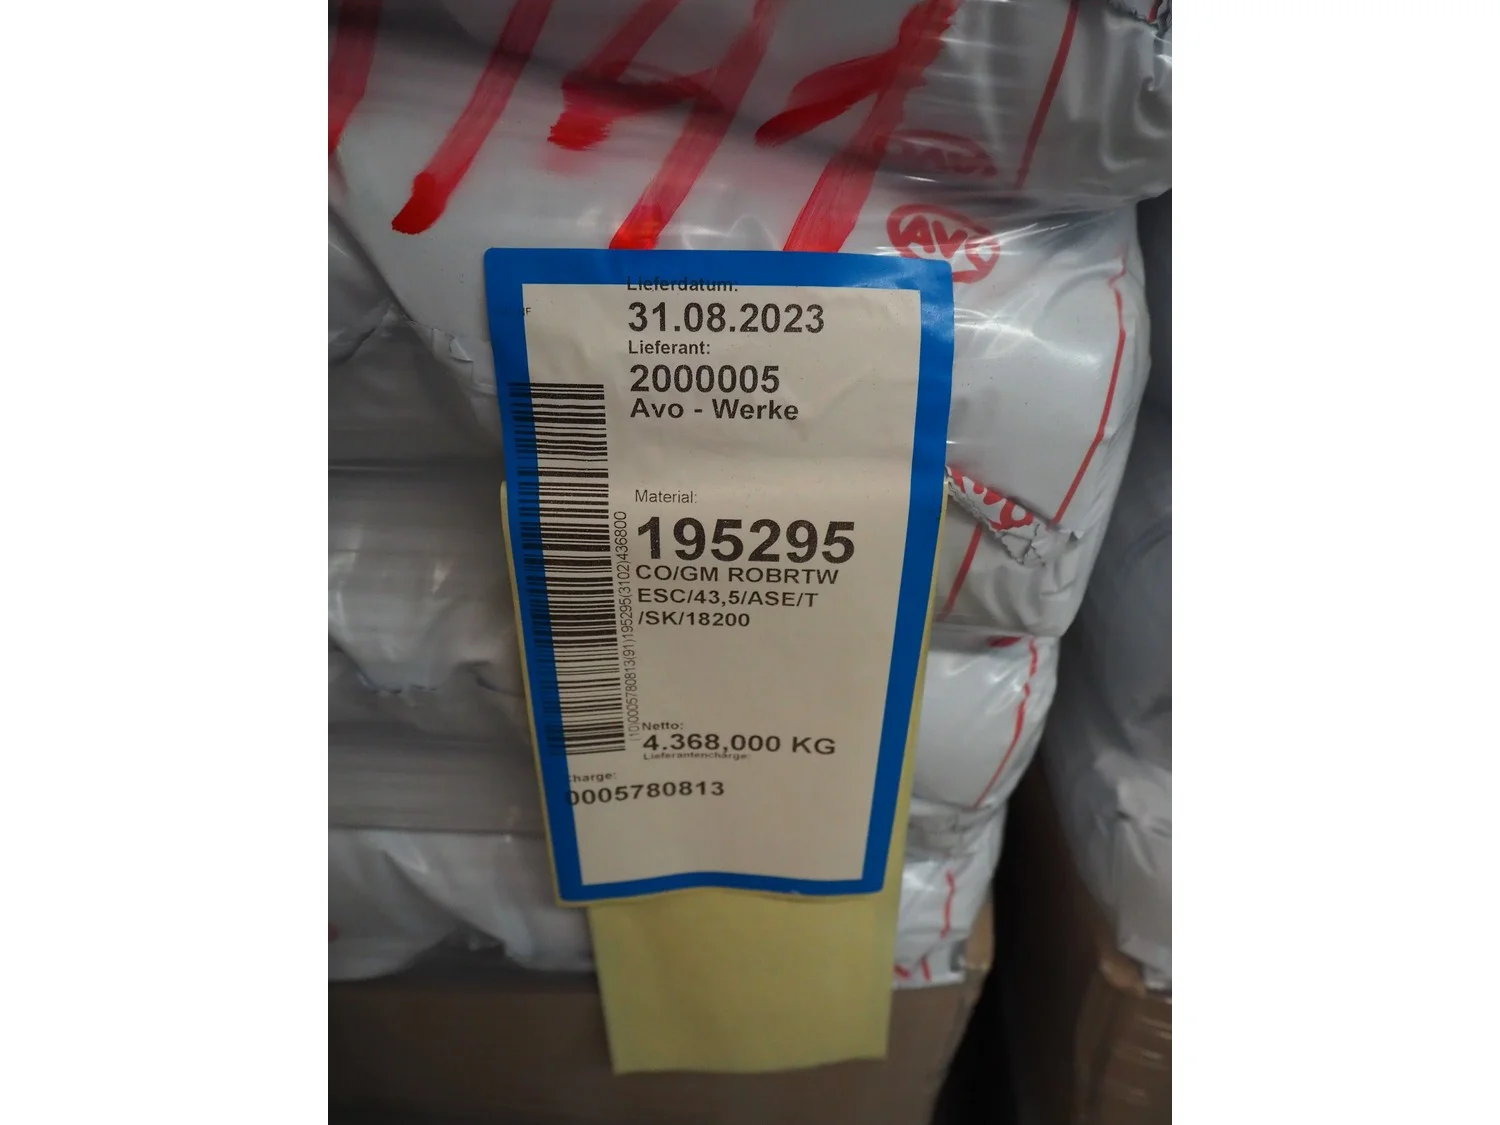 AVO
Lieferdatum:
31.08.2023
Lieferant:
2000005
Avo - Werke
Material:
195295
CO/GM ROBRTW
ESC/43,5/ASE/T
/SK/18200
(10)0005780813(91)195295(3102)436800
Netto:
4.368,000 KG
Lieferantencharge:
Charge:
0005780813